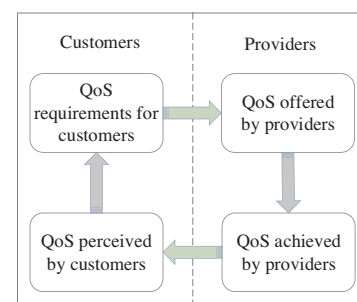 Customers
Providers
QoS
requirements for
customers
QoS offered
by providers
QoS perceived
by customers
QoS achieved
by providers